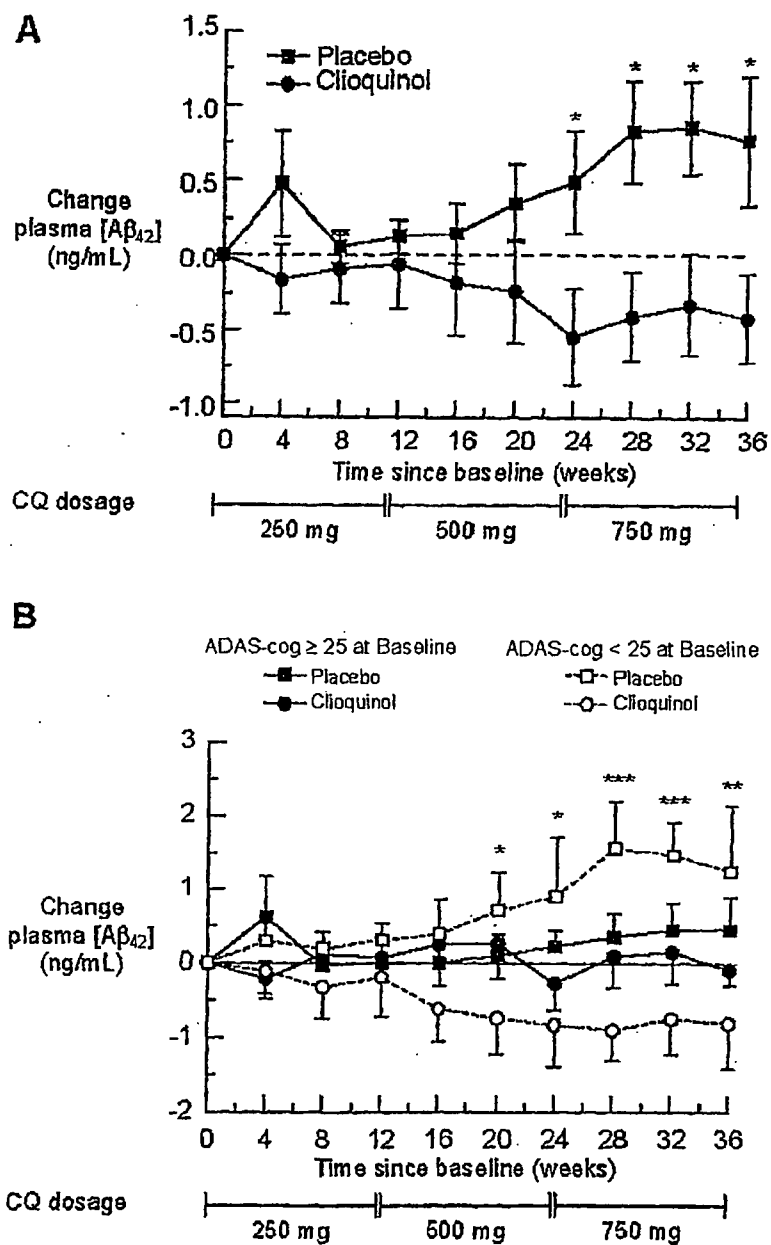 A
Placebo
Clioquinol
Change
plasma [Aβ₄₂]
(ng/mL)
1.5
1.0
0.5
0.0
-0.5
-1.0
* * * *
0 4 8 12 16 20 24 28 32 36
Time since baseline (weeks)
CQ dosage
250 mg 500 mg 750 mg
B
ADAS-cog ≥ 25 at Baseline ADAS-cog < 25 at Baseline
Placebo Placebo
Clioquinol Clioquinol
Change
plasma [Aβ₄₂]
(ng/mL)
3
2
1
0
-1
-2
* * *** *** **
0 4 8 12 16 20 24 28 32 36
Time since baseline (weeks)
CQ dosage
250 mg 500 mg 750 mg